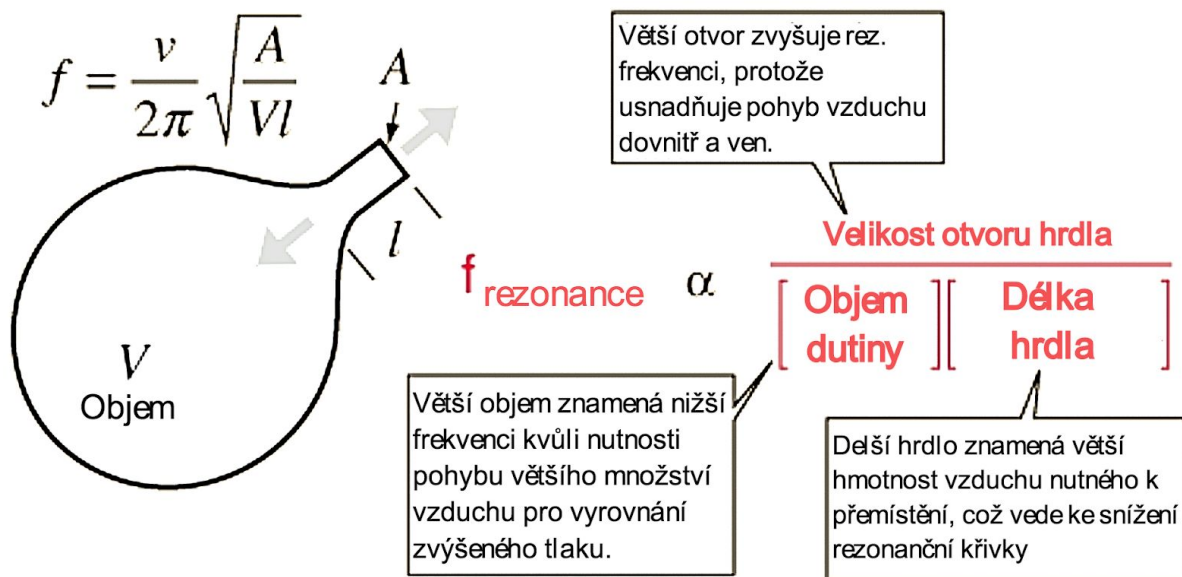 f = v/2π √A/Vl
A
l
V
Objem
Větší otvor zvyšuje rez.
frekvenci, protože
usnadňuje pohyb vzduchu
dovnitř a ven.
f rezonance α
Velikost otvoru hrdla
[Objem dutiny] [Délka hrdla]
Větší objem znamená nižší
frekvenci kvůli nutnosti
pohybu většího množství
vzduchu pro vyrovnání
zvýšeného tlaku.
Delší hrdlo znamená větší
hmotnost vzduchu nutného k
přemístění, což vede ke snížení
rezonanční křivky